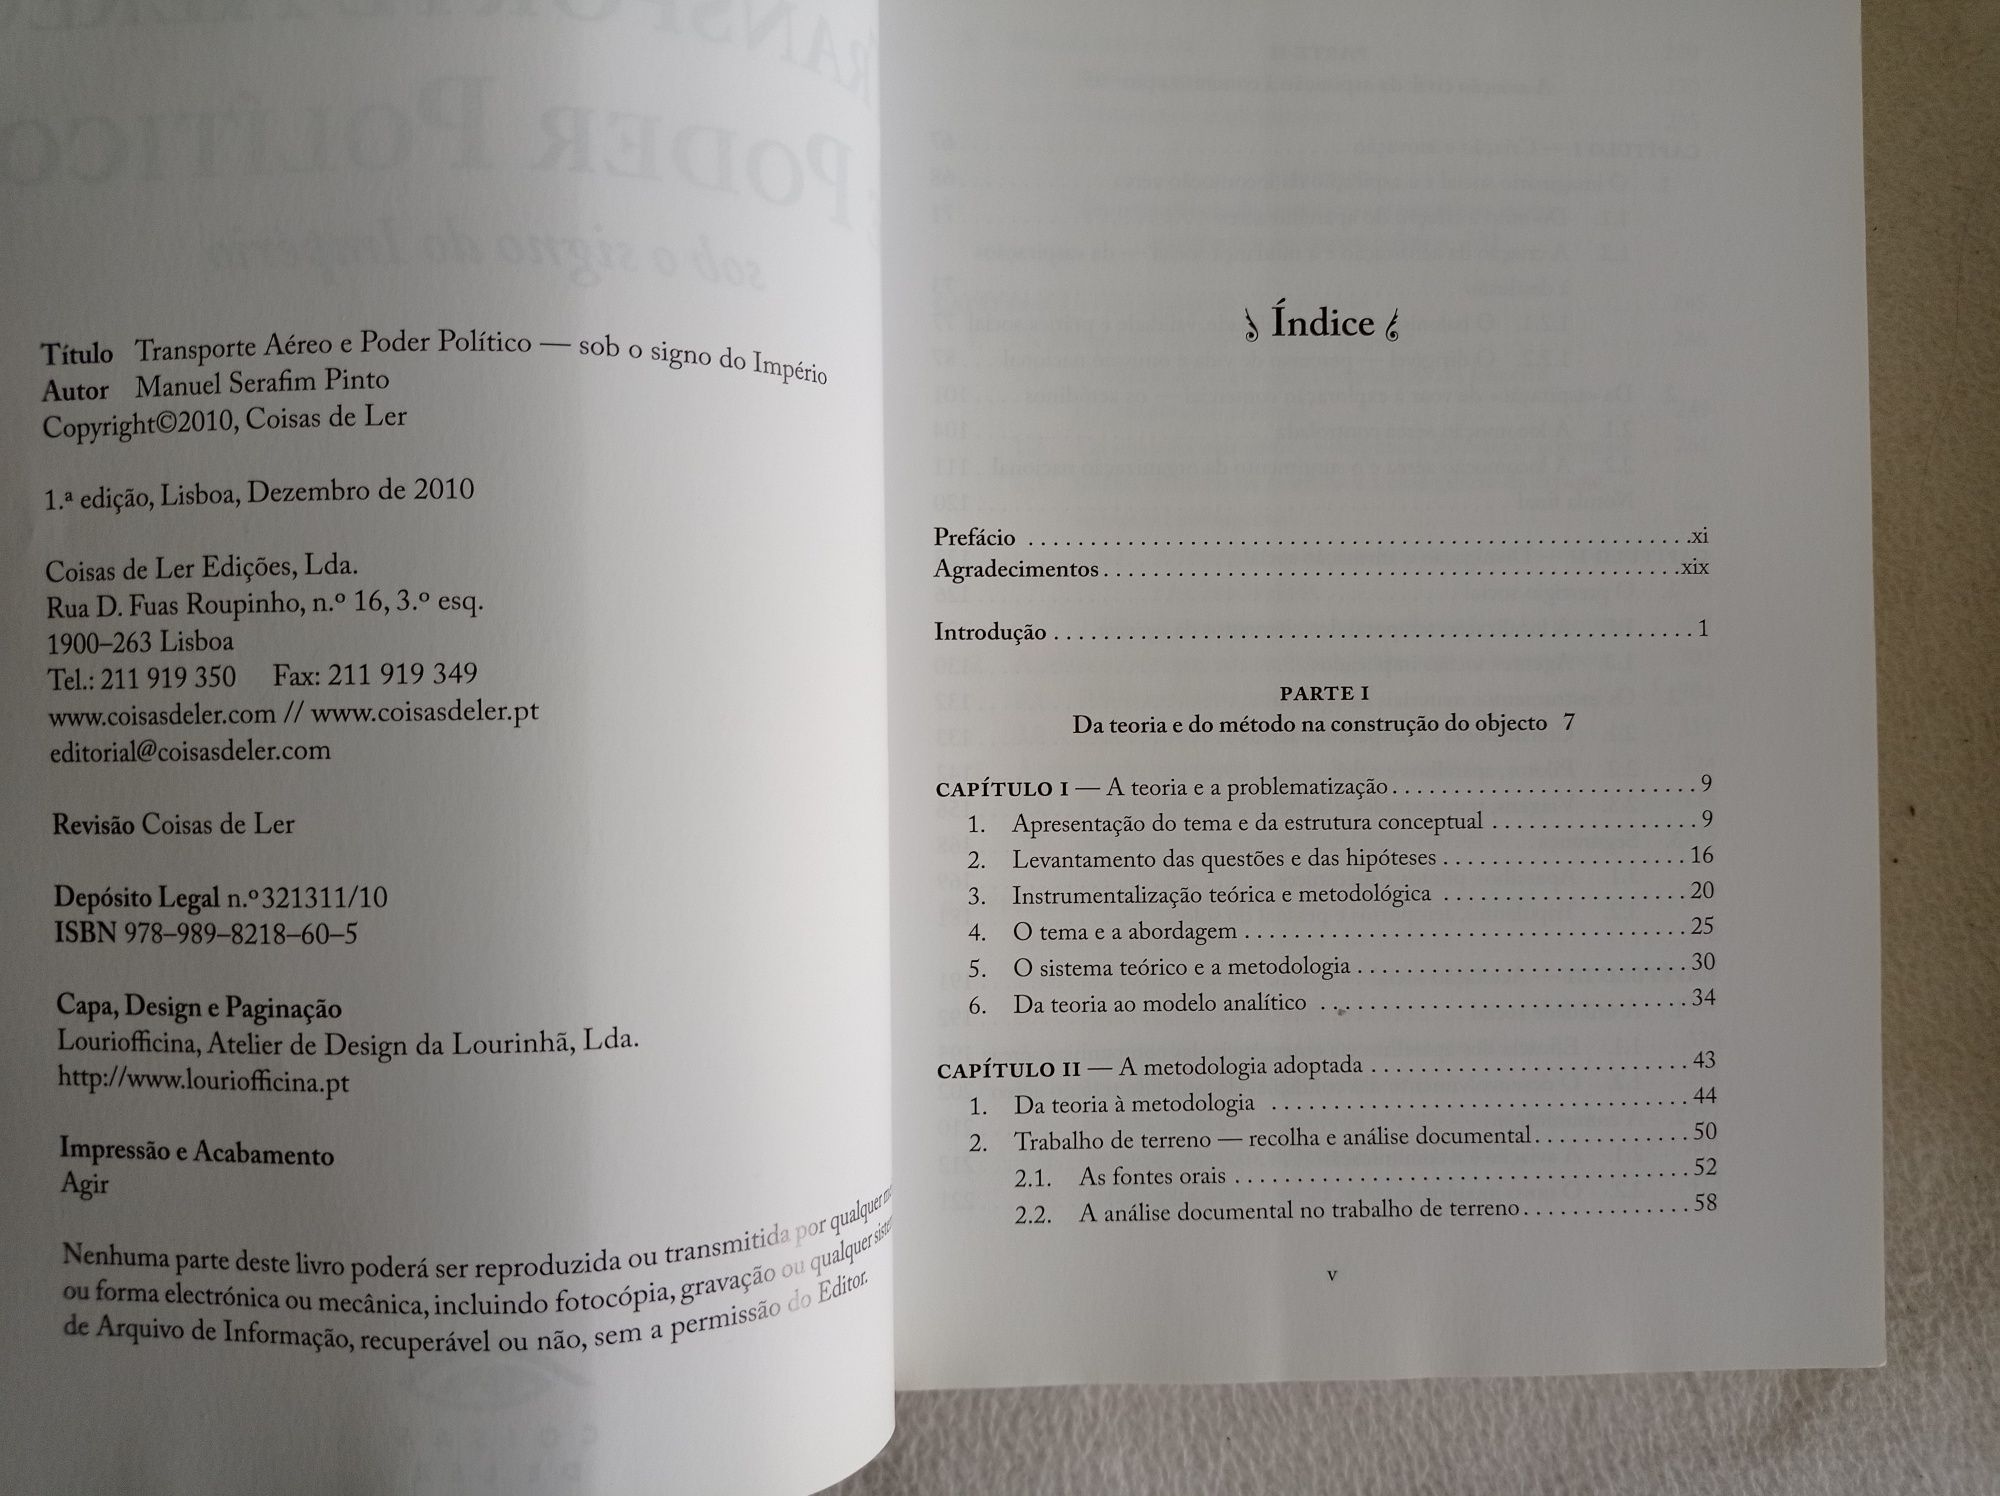 PODER POLÍTICO
sob o signo do Império
Título Transporte Aéreo e Poder Político — sob o signo do Império
Autor Manuel Serafim Pinto
Copyright©2010, Coisas de Ler
1.ª edição, Lisboa, Dezembro de 2010
Coisas de Ler Edições, Lda.
Rua D. Fuas Roupinho, n.º 16, 3.º esq.
1900–263 Lisboa
Tel.: 211 919 350 Fax: 211 919 349
www.coisasdeler.com // www.coisasdeler.pt
editorial@coisasdeler.com
Revisão Coisas de Ler
Depósito Legal n.º 321311/10
ISBN 978–989–8218–60–5
Capa, Design e Paginação
Louriofficina, Atelier de Design da Lourinhã, Lda.
http://www.louriofficina.pt
Impressão e Acabamento
Agir
Nenhuma parte deste livro poderá ser reproduzida ou transmitida por qualquer
ou forma electrónica ou mecânica, incluindo fotocópia, gravação ou qualquer
de Arquivo de Informação, recuperável ou não, sem a permissão do Editor.
Índice
Prefácio . . . . . . . . . . . . . . . . . . . . xi
Agradecimentos . . . . . . . . . . . . . . . . . . . . xix
Introdução . . . . . . . . . . . . . . . . . . . . 1
PARTE I
Da teoria e do método na construção do objecto 7
CAPÍTULO I — A teoria e a problematização . . . . . . . . . . 9
1. Apresentação do tema e da estrutura conceptual . . . . . . . . . . 9
2. Levantamento das questões e das hipóteses . . . . . . . . . . 16
3. Instrumentalização teórica e metodológica . . . . . . . . . . 20
4. O tema e a abordagem . . . . . . . . . . 25
5. O sistema teórico e a metodologia . . . . . . . . . . 30
6. Da teoria ao modelo analítico . . . . . . . . . . 34
CAPÍTULO II — A metodologia adoptada . . . . . . . . . . 43
1. Da teoria à metodologia . . . . . . . . . . 44
2. Trabalho de terreno — recolha e análise documental . . . . . . . . . . 50
2.1. As fontes orais . . . . . . . . . . 52
2.2. A análise documental no trabalho de terreno . . . . . . . . . . 58
v